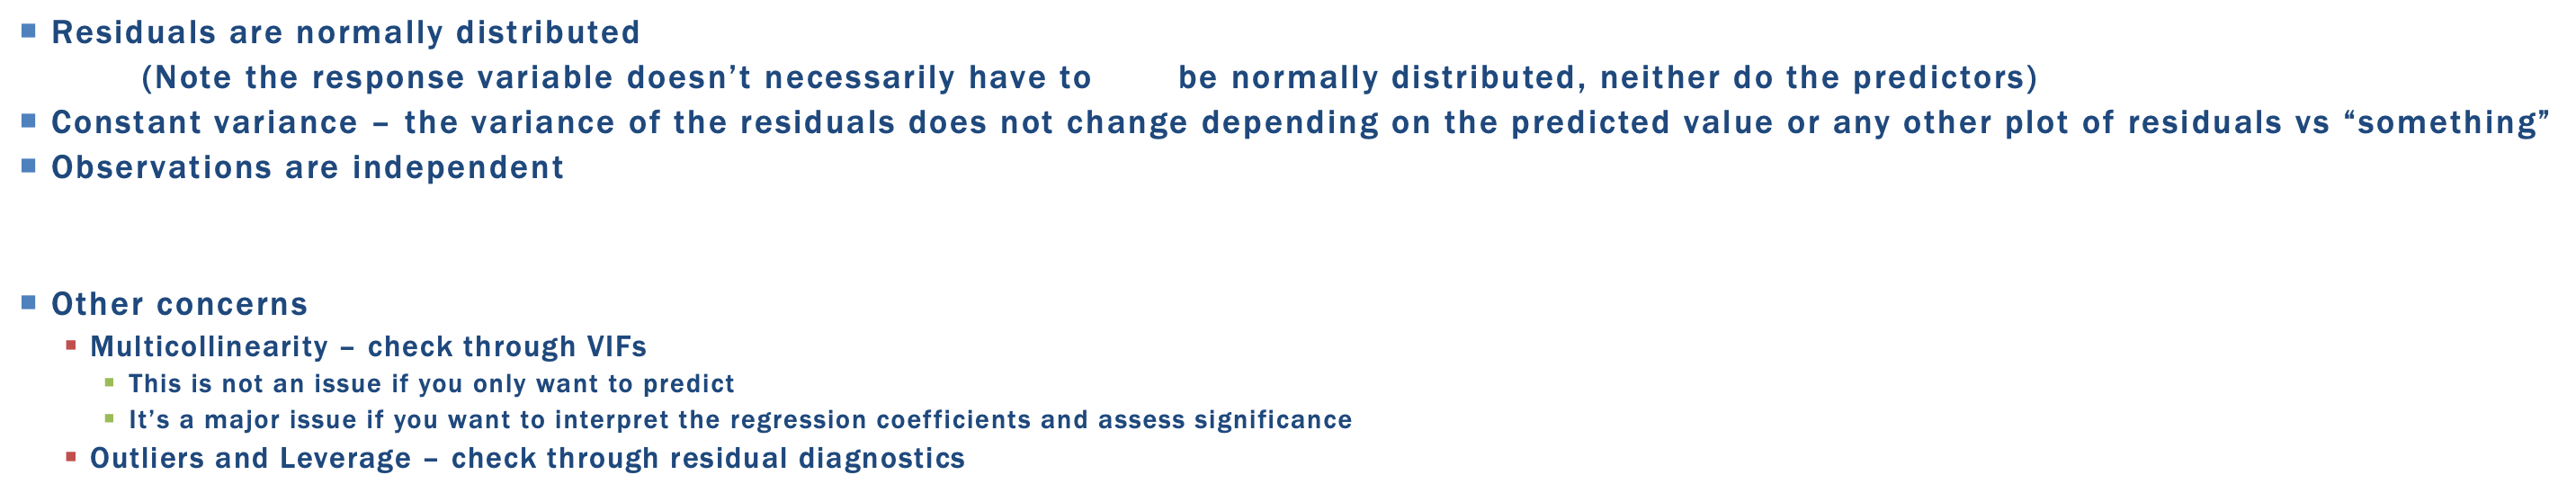 Residuals are normally distributed
(Note the response variable doesn’t necessarily have to be normally distributed, neither do the predictors)
Constant variance – the variance of the residuals does not change depending on the predicted value or any other plot of residuals vs “something”
Observations are independent
Other concerns
Multicollinearity – check through VIFs
This is not an issue if you only want to predict
It’s a major issue if you want to interpret the regression coefficients and assess significance
Outliers and Leverage – check through residual diagnostics